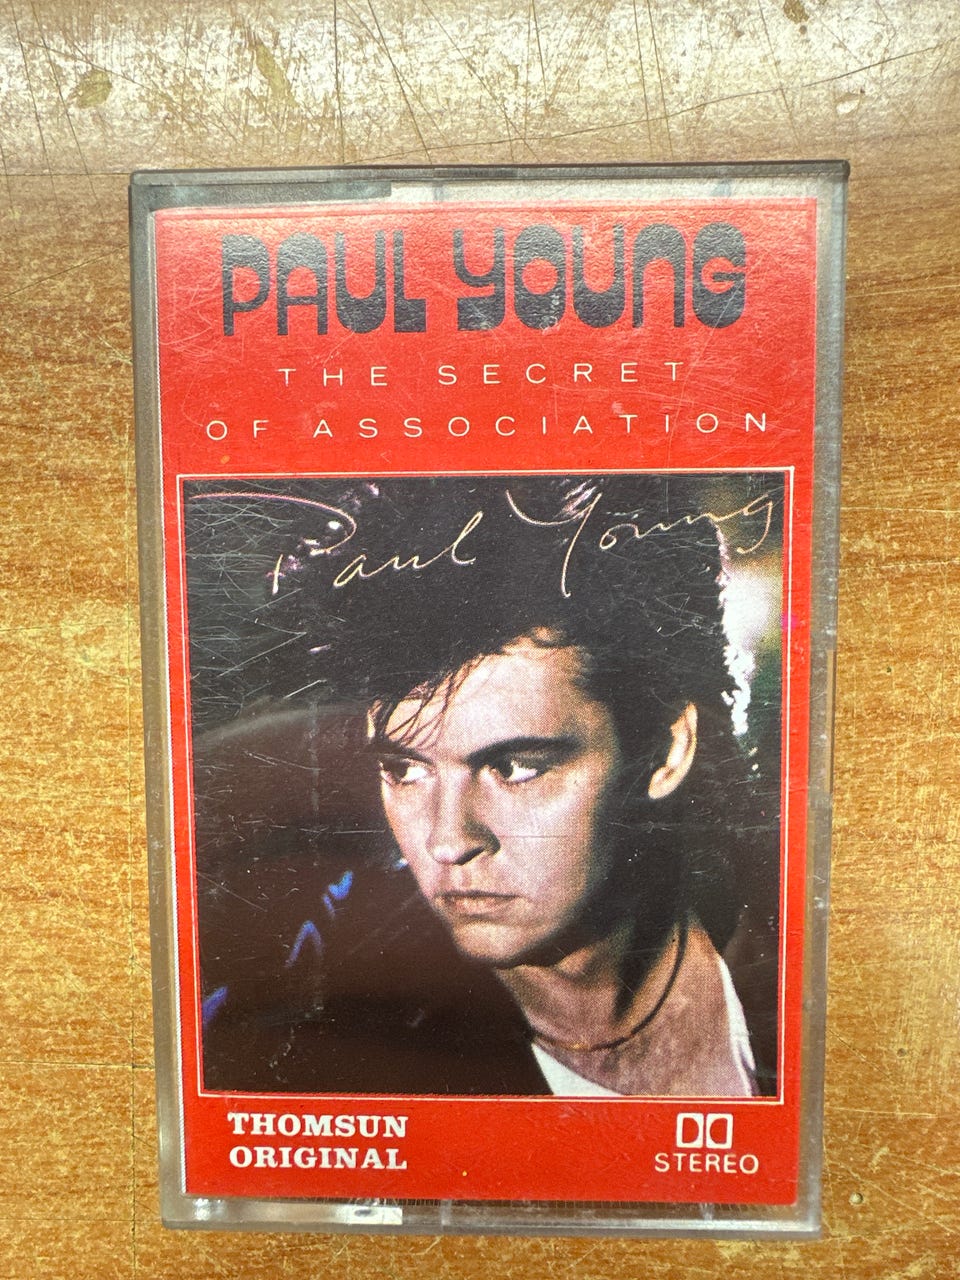 PAUL YOUNG
THE SECRET
OF ASSOCIATION
Paul Young
THOMSUN
ORIGINAL
STEREO